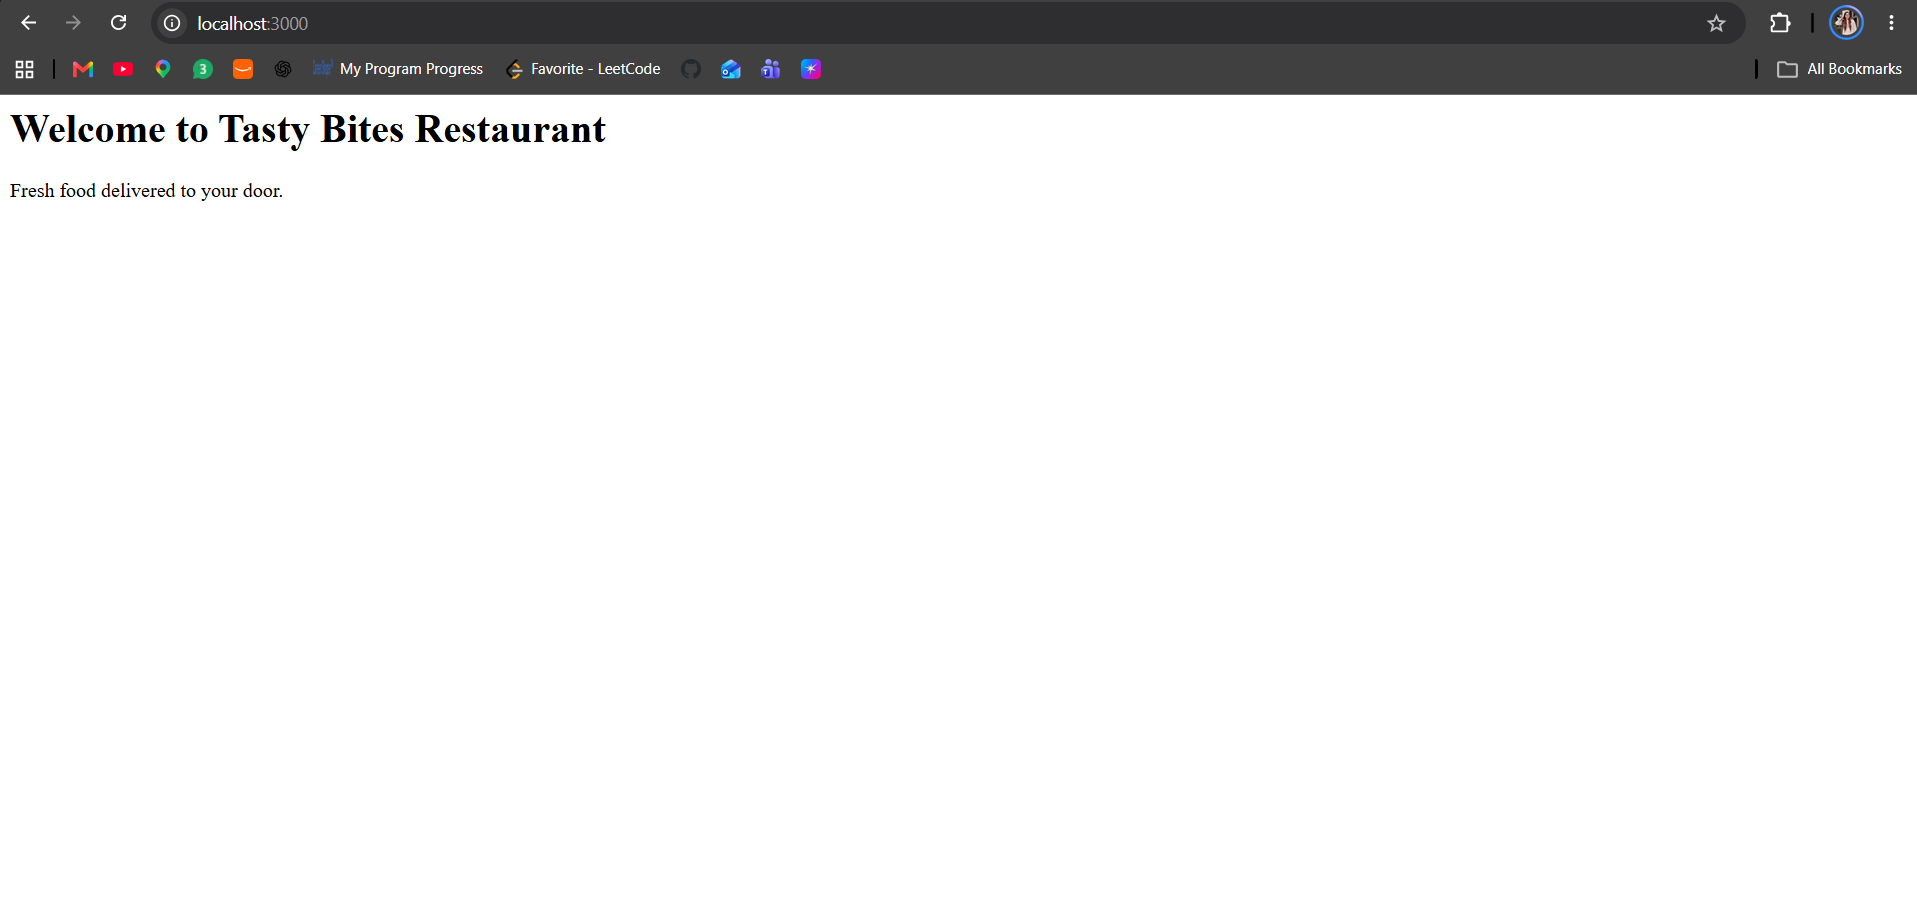 localhost:3000
3
My Program Progress
Favorite - LeetCode
All Bookmarks
Welcome to Tasty Bites Restaurant
Fresh food delivered to your door.